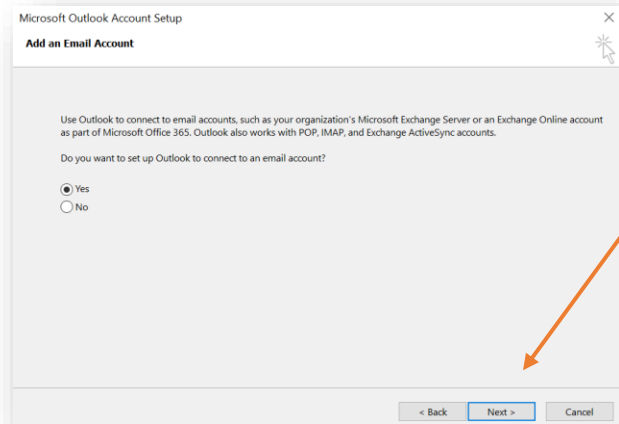 Microsoft Outlook Account Setup
Add an Email Account
Use Outlook to connect to email accounts, such as your organization's Microsoft Exchange Server or an Exchange Online account
as part of Microsoft Office 365. Outlook also works with POP, IMAP, and Exchange ActiveSync accounts.
Do you want to set up Outlook to connect to an email account?
Yes
No
< Back Next > Cancel